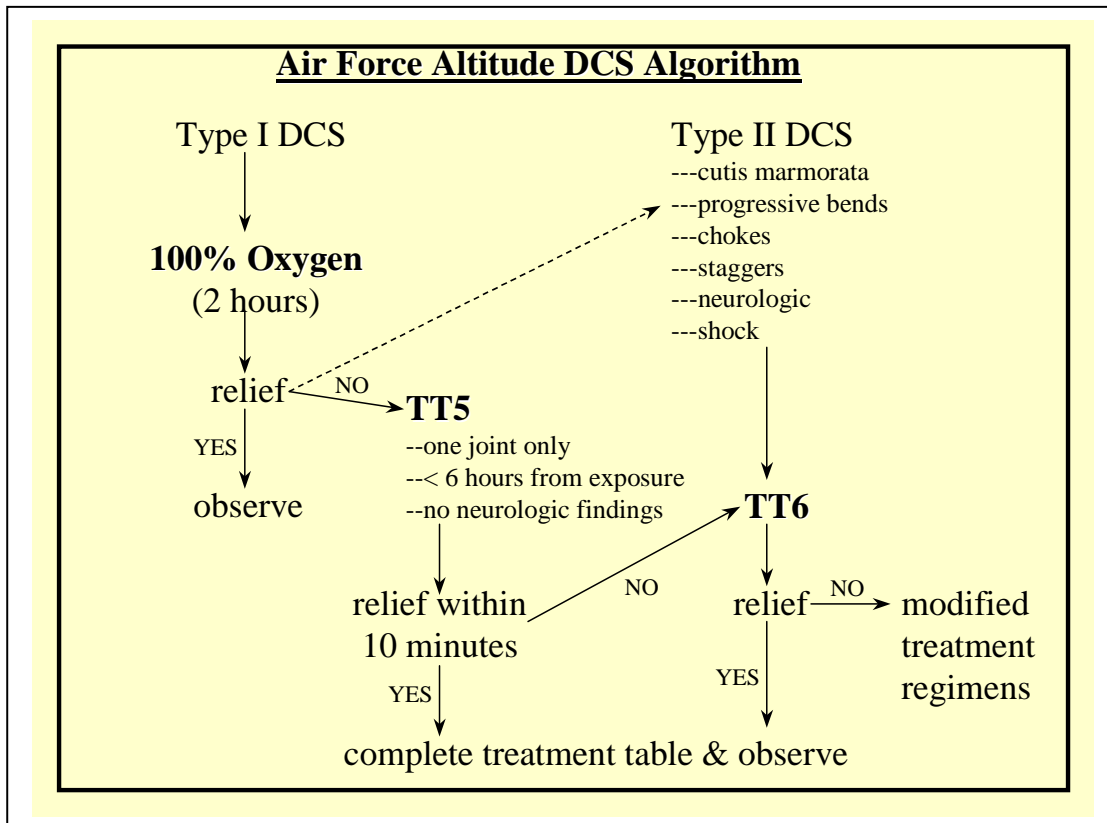 Air Force Altitude DCS Algorithm
Type I DCS
100% Oxygen
(2 hours)
relief
YES
observe
NO
TT5
--one joint only
--< 6 hours from exposure
--no neurologic findings
relief within
10 minutes
YES
NO
Type II DCS
---cutis marmorata
---progressive bends
---chokes
---staggers
---neurologic
---shock
TT6
relief
NO
modified
treatment
regimens
YES
complete treatment table & observe